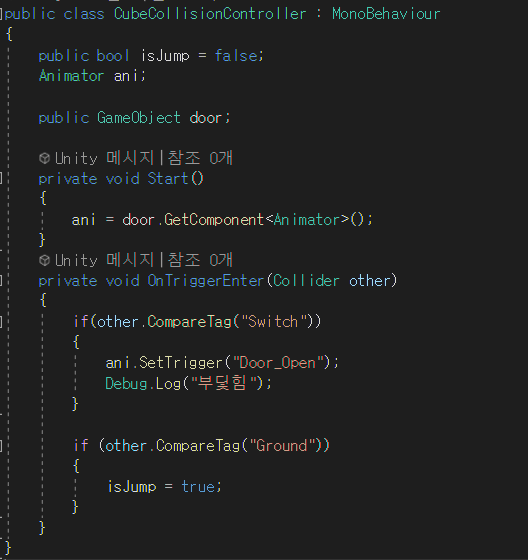 public class CubeCollisionController : MonoBehaviour
{
public bool isJump = false;
Animator ani;
public GameObject door;
Unity 메시지|참조 0개
private void Start()
{
ani = door.GetComponent<Animator>();
}
Unity 메시지|참조 0개
private void OnTriggerEnter(Collider other)
{
if(other.CompareTag("Switch"))
{
ani.SetTrigger("Door_Open");
Debug.Log("부딫힘");
}
if (other.CompareTag("Ground"))
{
isJump = true;
}
}
}